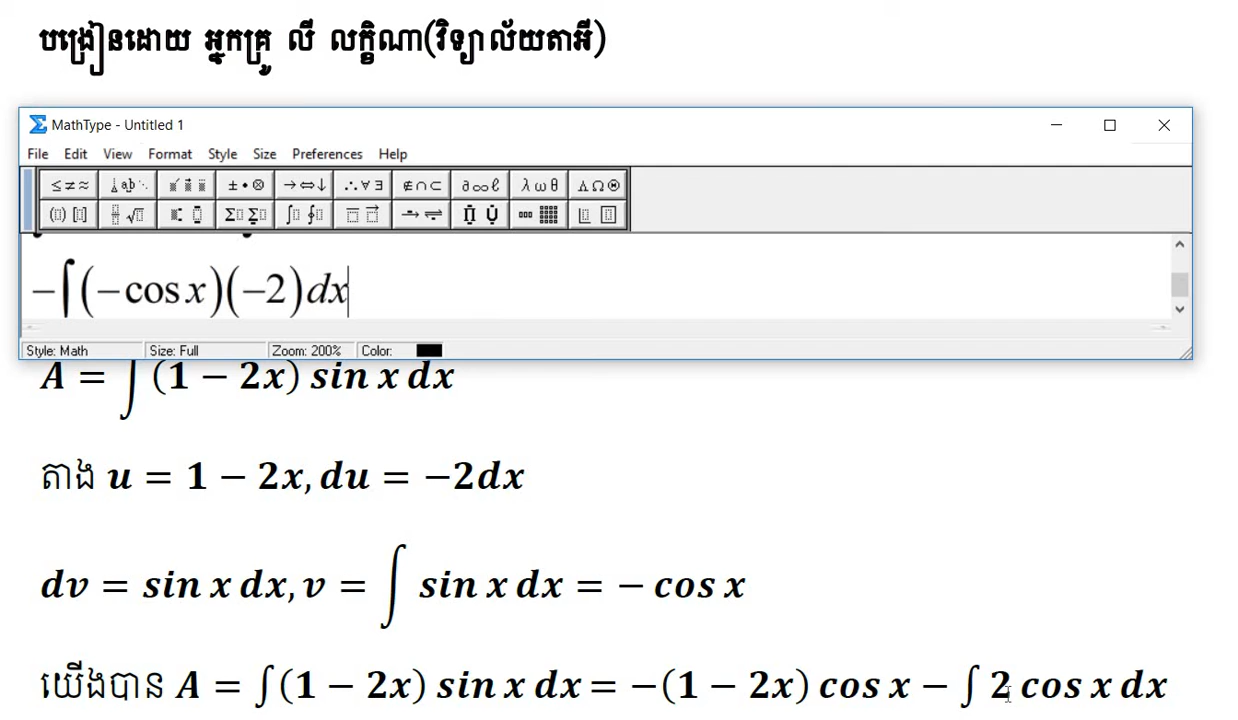 បង្រៀនដោយ អ្នកគ្រូ លី លក្ខិណា(វិទ្យាល័យតាអី)
MathType - Untitled 1
File Edit View Format Style Size Preferences Help
−∫(−cos x)(−2)dx
Style: Math Size: Full Zoom: 200% Color:
A = ∫ (1 − 2x) sin x dx
តាង u = 1 − 2x, du = −2dx
dv = sin x dx, v = ∫ sin x dx = − cos x
យើងបាន A = ∫(1 − 2x) sin x dx = −(1 − 2x) cos x − ∫ 2 cos x dx